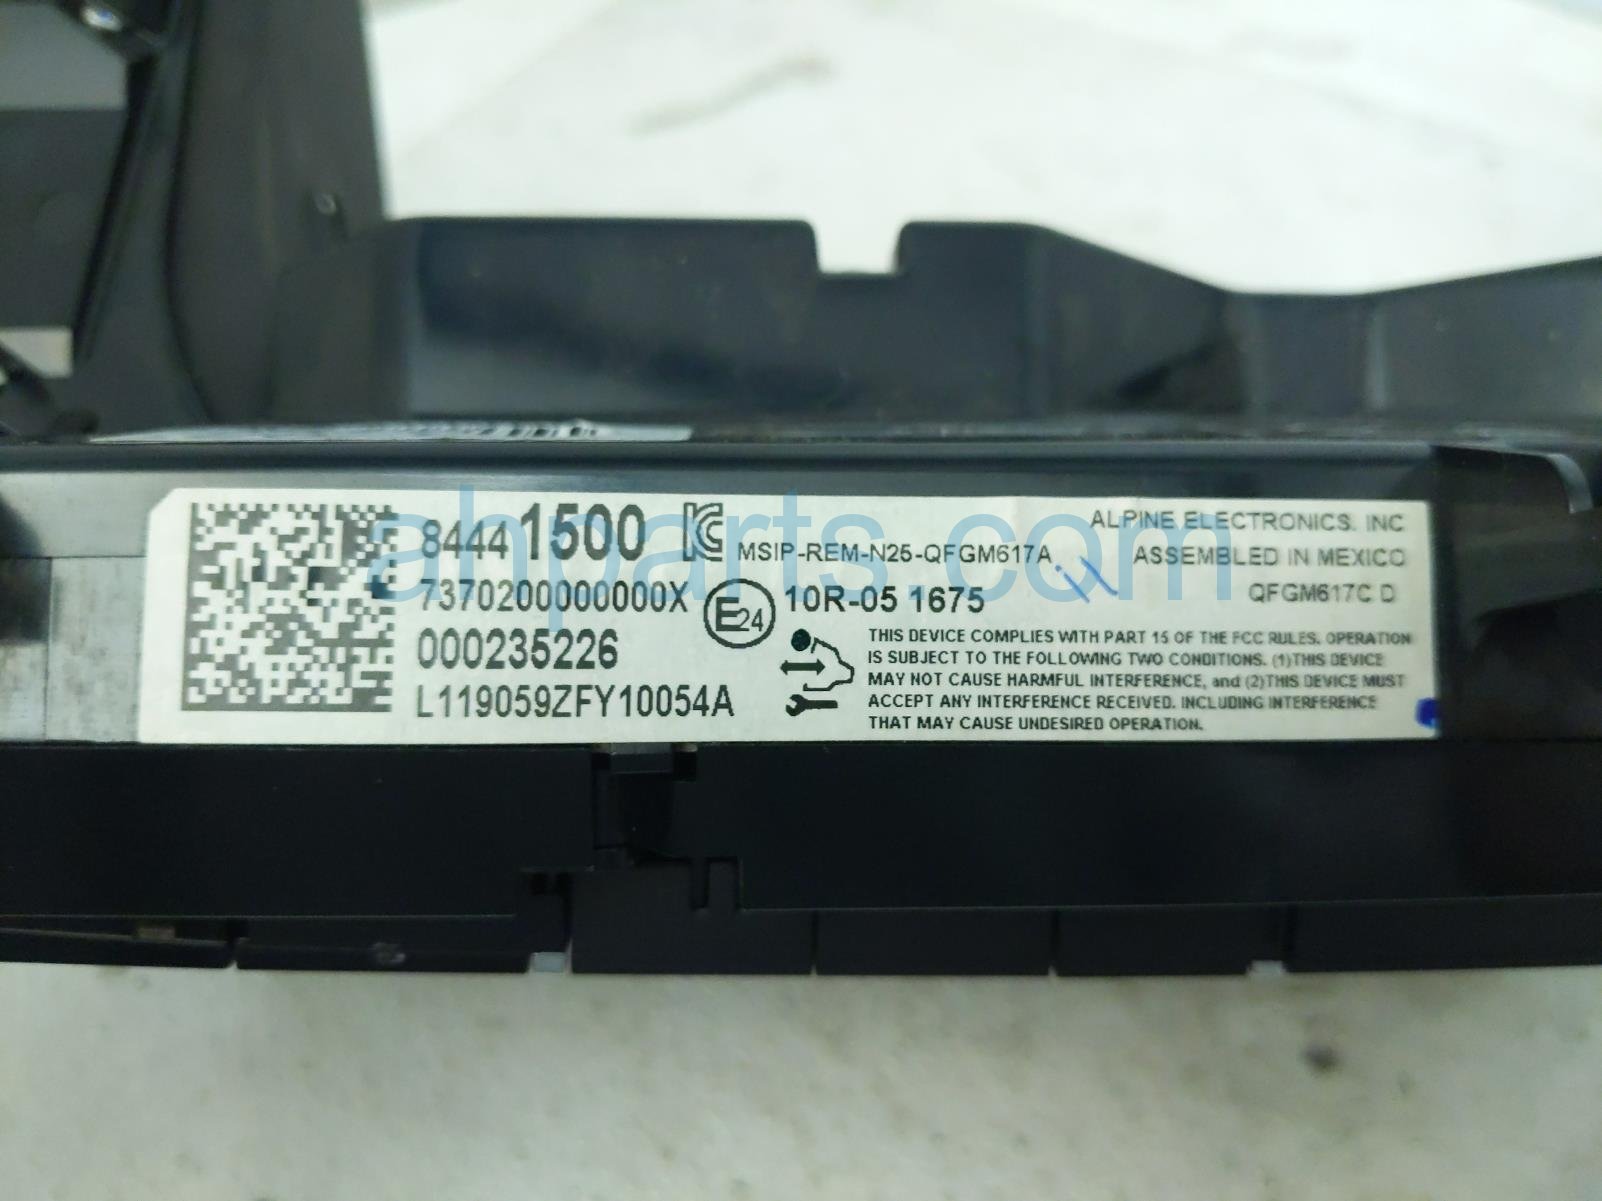 84441500
7370200000000X
000235226
L119059ZFY10054A
MSIP-REM-N25-QFGM617A
E24
10R-05 1675
ALPINE ELECTRONICS. INC
ASSEMBLED IN MEXICO
QFGM617C D
THIS DEVICE COMPLIES WITH PART 15 OF THE FCC RULES. OPERATION
IS SUBJECT TO THE FOLLOWING TWO CONDITIONS. (1)THIS DEVICE
MAY NOT CAUSE HARMFUL INTERFERENCE, and (2)THIS DEVICE MUST
ACCEPT ANY INTERFERENCE RECEIVED. INCLUDING INTERFERENCE
THAT MAY CAUSE UNDESIRED OPERATION.
ahparts.com